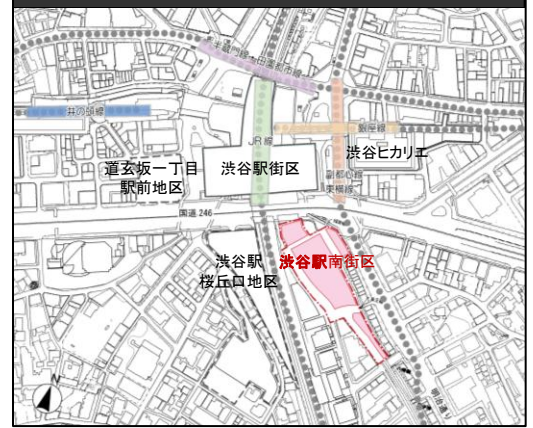 半蔵門線・田園都市線
井の頭線
銀座線
JR線
渋谷ヒカリエ
道玄坂一丁目
駅前地区
渋谷駅街区
副都心線
東横線
国道 246
渋谷駅
桜丘口地区
渋谷駅南街区
明治通り
N